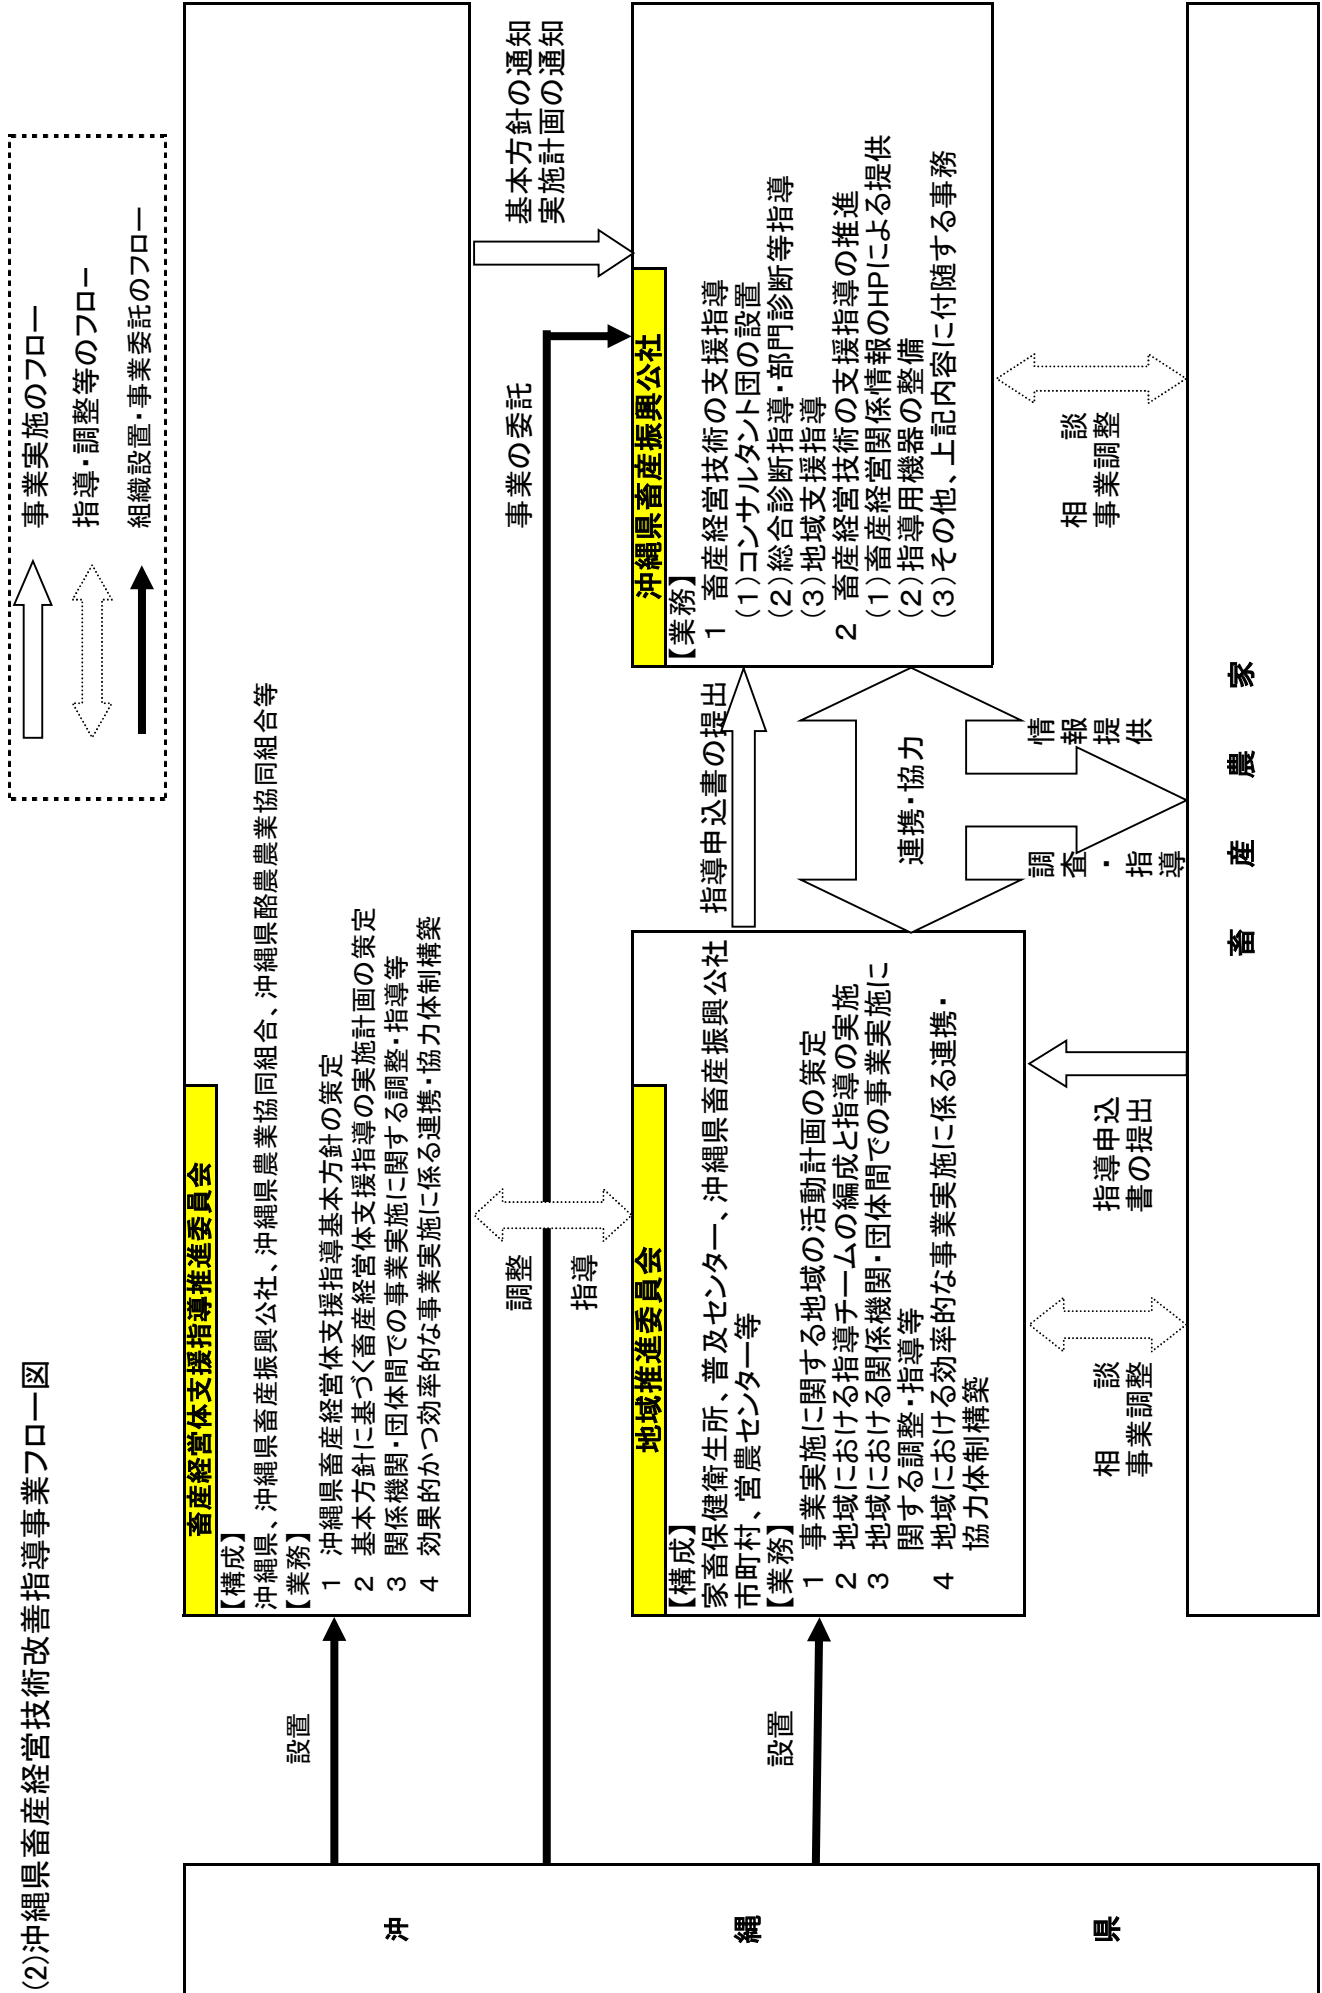 (2)沖縄県畜産経営技術改善指導事業フロー図
事業実施のフロー
指導・調整等のフロー
組織設置・事業委託のフロー
沖縄県
設置
畜産経営体支援指導推進委員会
【構成】
沖縄県、沖縄県畜産振興公社、沖縄県農業協同組合、沖縄県酪農農業協同組合等
【業務】
1 沖縄県畜産経営体支援指導基本方針の策定
2 基本方針に基づく畜産経営体支援指導の実施計画の策定
3 関係機関・団体間での事業実施に関する調整・指導等
4 効果的かつ効率的な事業実施に係る連携・協力体制構築
調整
指導
事業の委託
基本方針の通知
実施計画の通知
設置
地域推進委員会
【構成】
家畜保健衛生所、普及センター、沖縄県畜産振興公社
市町村、営農センター等
【業務】
1 事業実施に関する地域の活動計画の策定
2 地域における指導チームの編成と指導の実施
3 地域における関係機関・団体間での事業実施に
関する調整・指導等
4 地域における効率的な事業実施に係る連携・
協力体制構築
指導申込書の提出
連携・協力
沖縄県畜産振興公社
【業務】
1 畜産経営技術の支援指導
(1)コンサルタント団の設置
(2)総合診断指導・部門診断等指導
(3)地域支援指導
2 畜産経営技術の支援指導の推進
(1)畜産経営関係情報のHPによる提供
(2)指導用機器の整備
(3)その他、上記内容に付随する事務
相 談
事業調整
指導申込
書の提出
調査・指導
情報提供
相 談
事業調整
畜産農家